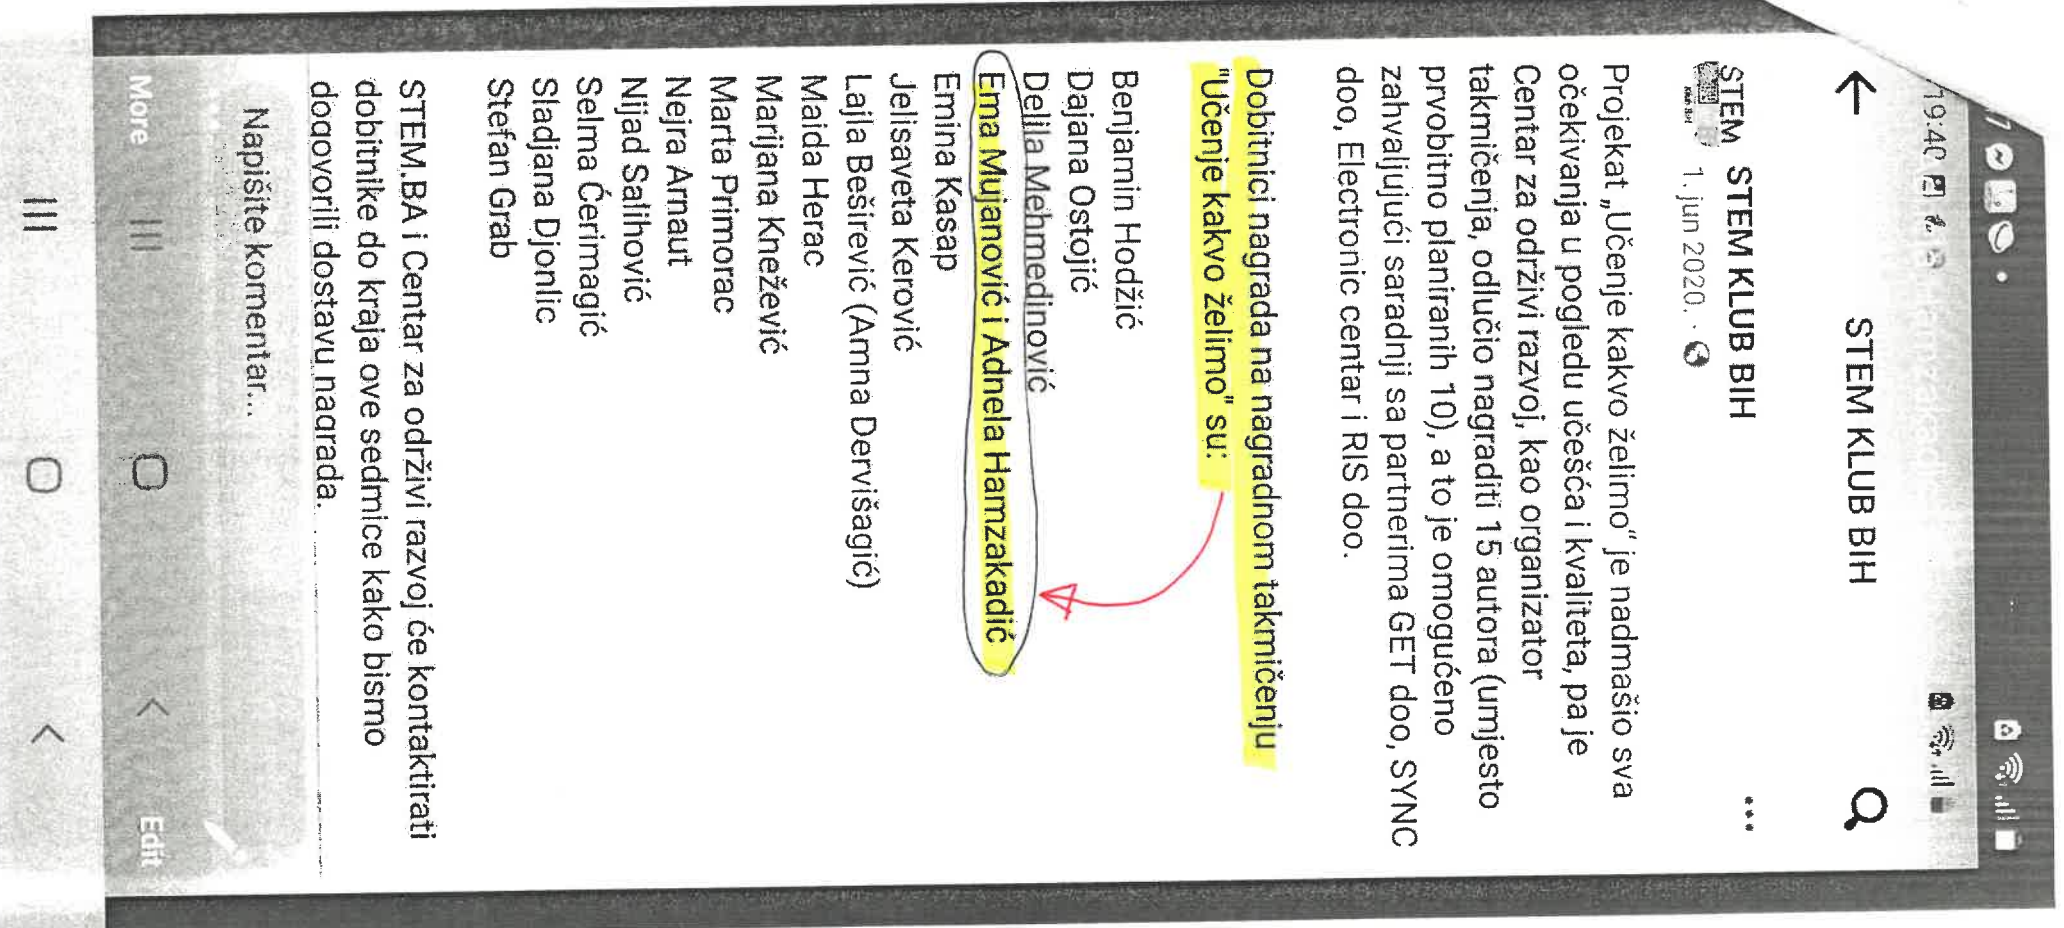 19:40
STEM KLUB BIH
STEM
STEM KLUB BIH
1. jun 2020. ·
Projekat „Učenje kakvo želimo" je nadmašio sva
očekivanja u pogledu učešća i kvaliteta, pa je
Centar za održivi razvoj, kao organizator
takmičenja, odlučio nagraditi 15 autora (umjesto
prvobitno planiranih 10), a to je omogućeno
zahvaljujući saradnji sa partnerima GET doo, SYNC
doo, Electronic centar i RIS doo.
Dobitnici nagrada na nagradnom takmičenju
"Učenje kakvo želimo" su:
Benjamin Hodžić
Dajana Ostojić
Delila Mehmedinović
Ema Mujanović i Adnela Hamzakadić
Emina Kasap
Jelisaveta Kerović
Lajla Beširević (Amna Dervišagić)
Maida Herac
Marijana Knežević
Marta Primorac
Nejra Arnaut
Nijad Salihović
Selma Ćerimagić
Sladjana Djonlic
Stefan Grab
STEM.BA i Centar za održivi razvoj će kontaktirati
dobitnike do kraja ove sedmice kako bismo
dogovorili dostavu nagrada.
Napišite komentar...
More
Edit